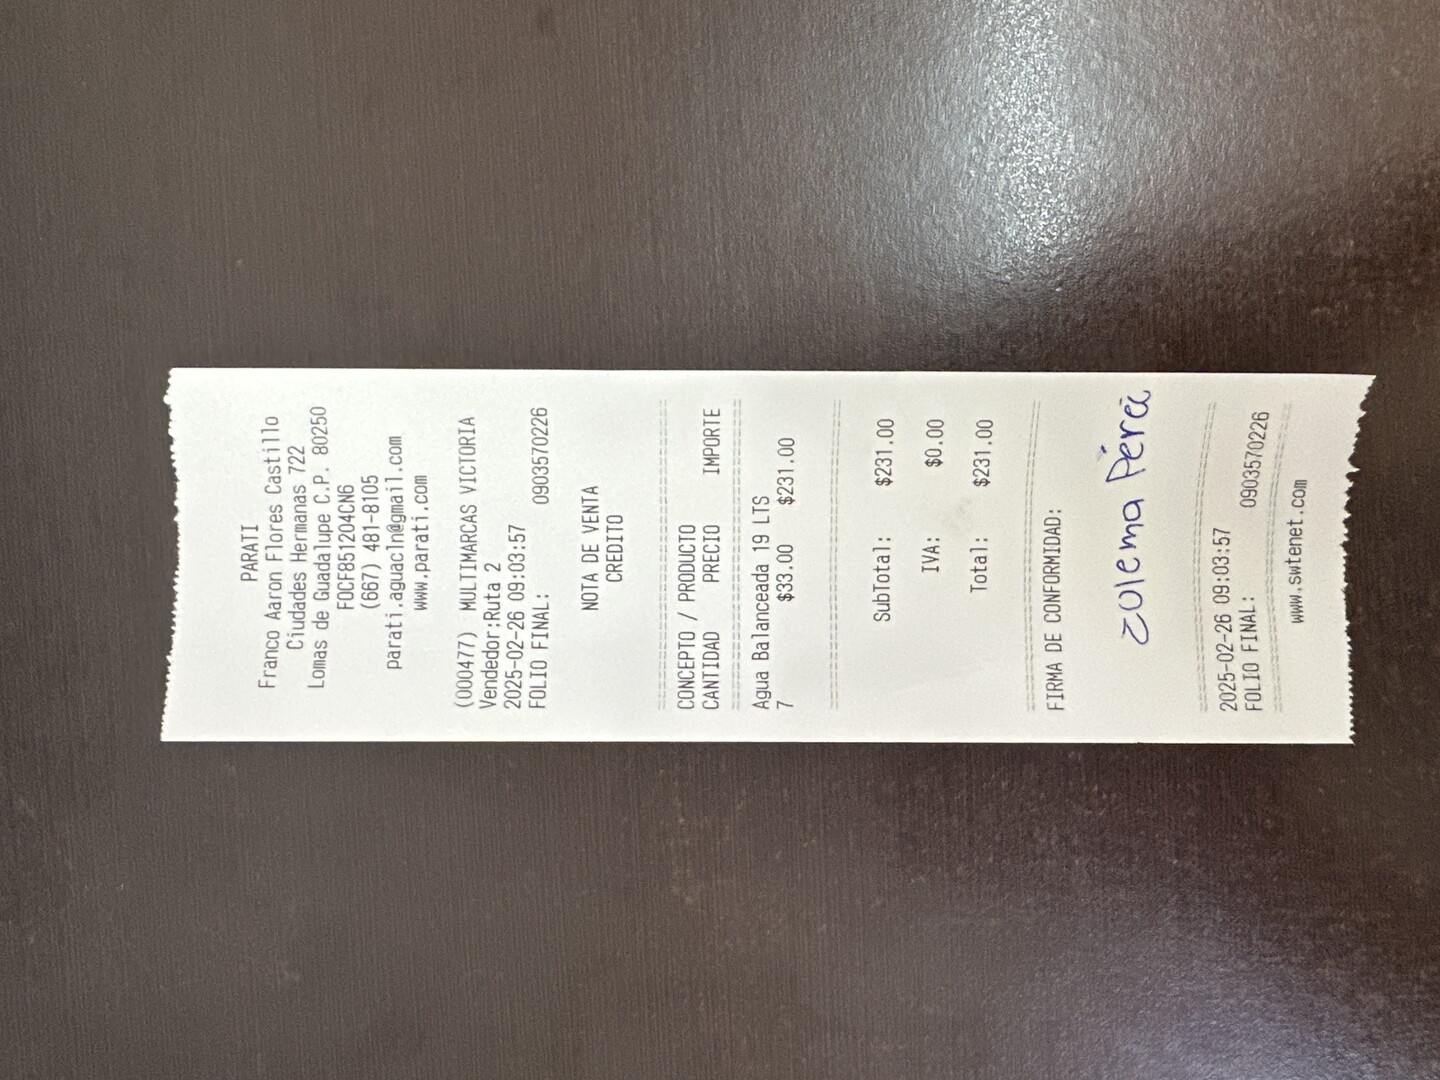 PARATI
Franco Aaron Flores Castillo
Ciudades Hermanas 722
Lomas de Guadalupe C.P. 80250
FOCF851204CN6
(667) 481-8105
parati.aguacln@gmail.com
www.parati.com
(000477) MULTIMARCAS VICTORIA
Vendedor:Ruta 2
2025-02-26 09:03:57
FOLIO FINAL: 0903570226
NOTA DE VENTA
CREDITO
CONCEPTO / PRODUCTO
CANTIDAD PRECIO IMPORTE
Agua Balanceada 19 LTS
7 $33.00 $231.00
SubTotal: $231.00
IVA: $0.00
Total: $231.00
FIRMA DE CONFORMIDAD:
zulema
2025-02-26 09:03:57
FOLIO FINAL: 0903570226
www.swtenet.com